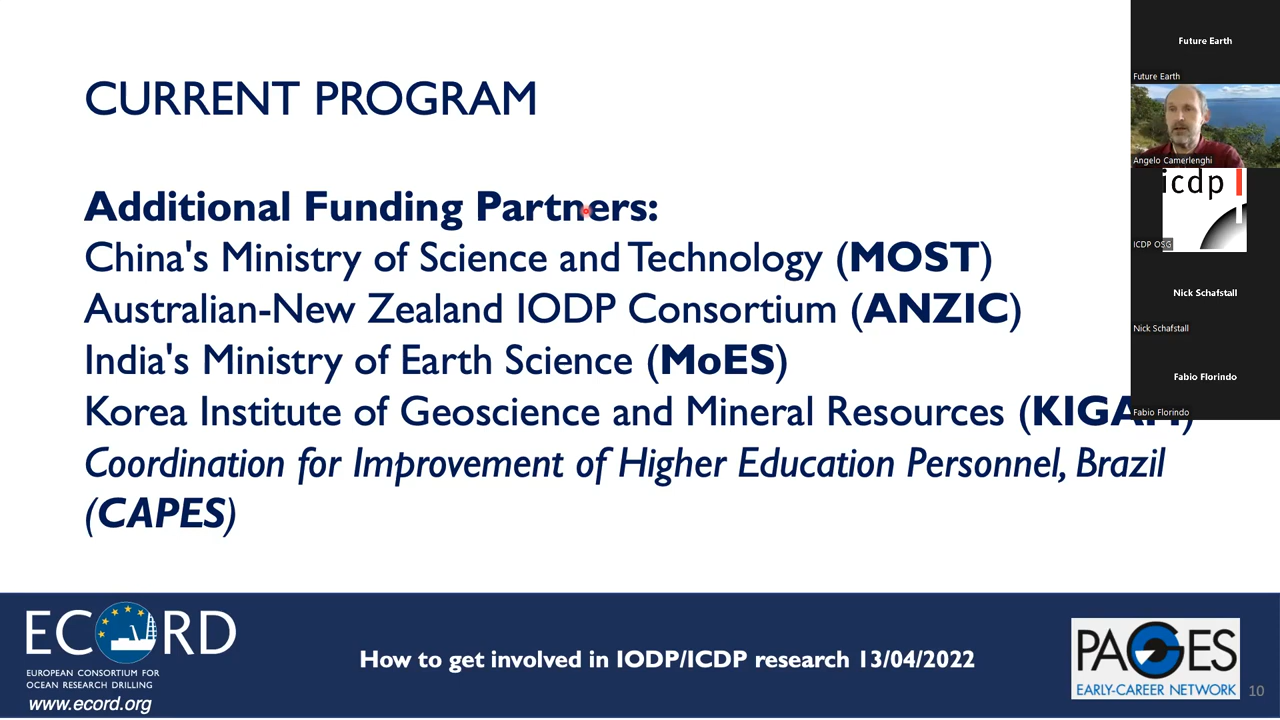 CURRENT PROGRAM
Additional Funding Partners:
China's Ministry of Science and Technology (MOST)
Australian-New Zealand IODP Consortium (ANZIC)
India's Ministry of Earth Science (MoES)
Korea Institute of Geoscience and Mineral Resources (KIGAM)
Coordination for Improvement of Higher Education Personnel, Brazil
(CAPES)
Future Earth
Future Earth
Angelo Camerlenghi
icdp
ICDP OSG
Nick Schafstall
Nick Schafstall
Fabio Florindo
Fabio Florindo
ECORD
EUROPEAN CONSORTIUM FOR
OCEAN RESEARCH DRILLING
www.ecord.org
How to get involved in IODP/ICDP research 13/04/2022
PAGES
EARLY-CAREER NETWORK
10